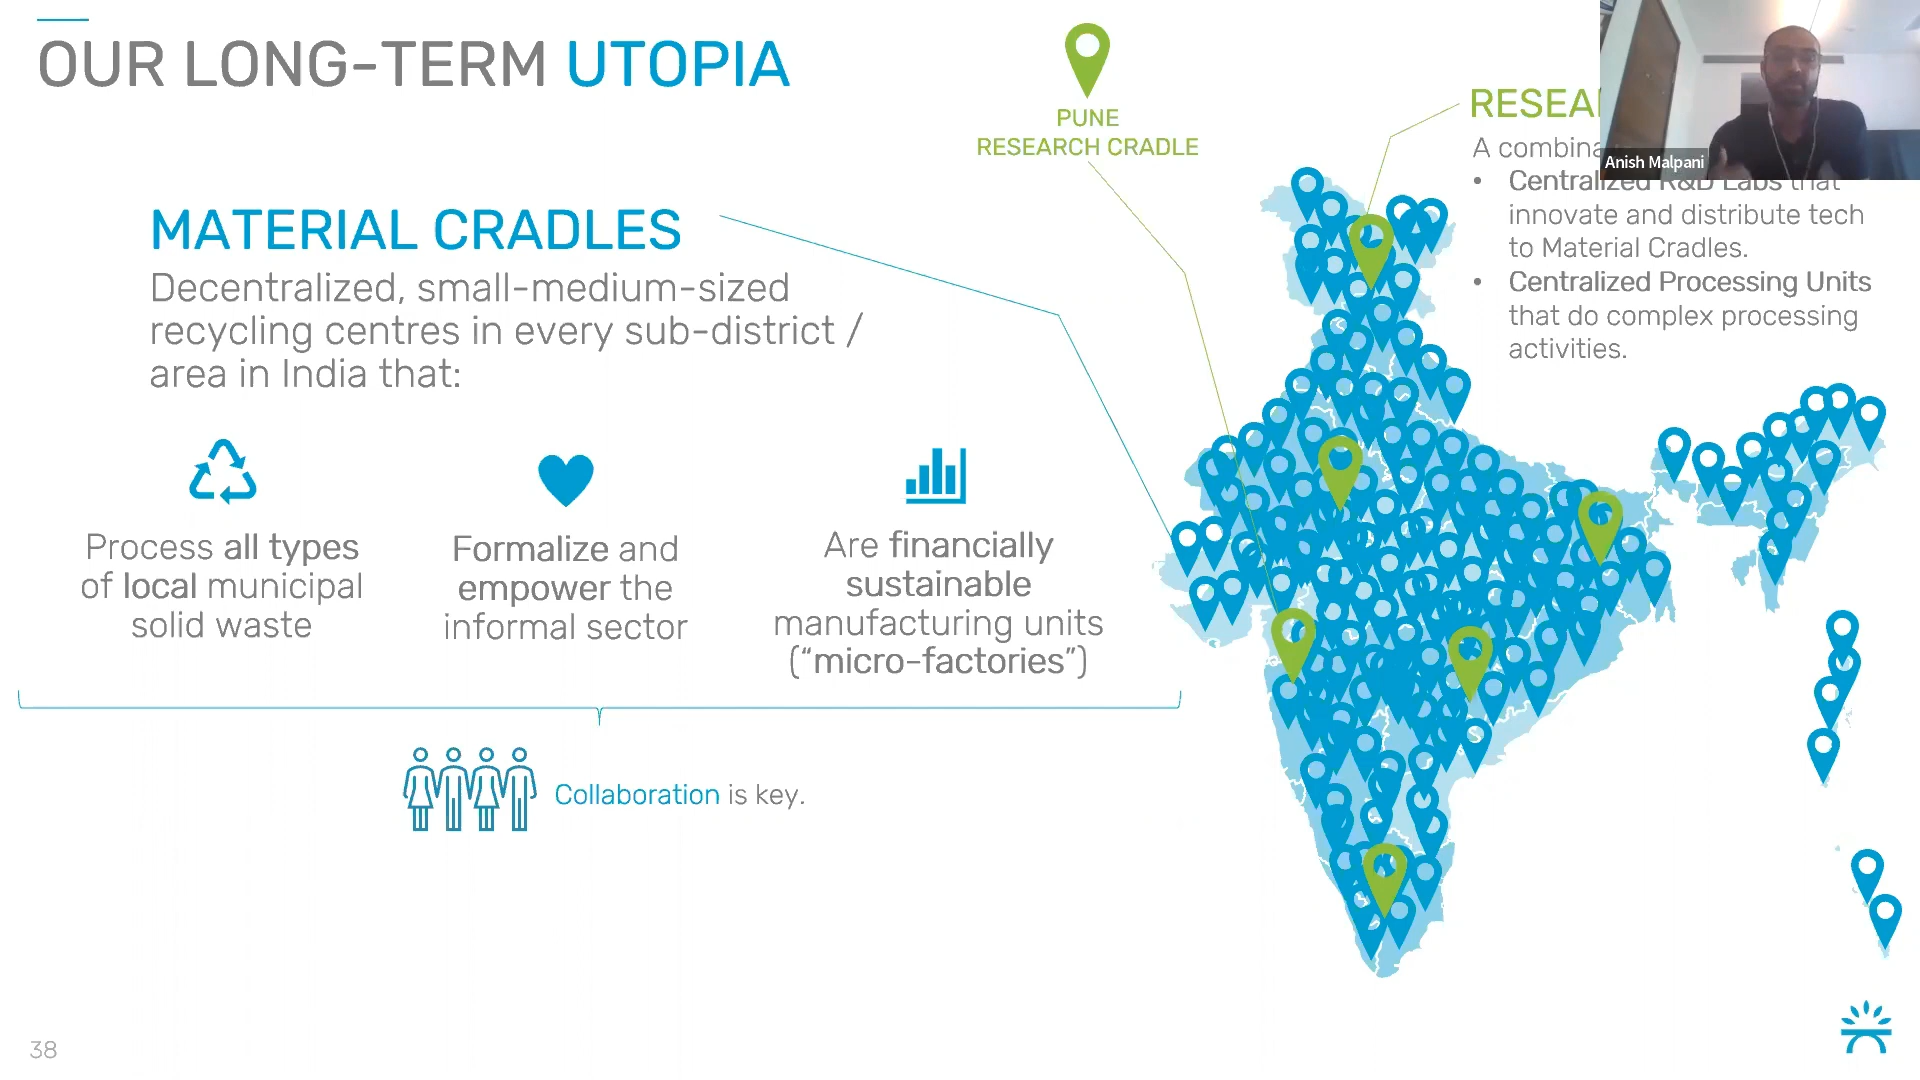 OUR LONG-TERM UTOPIA
PUNE
RESEARCH CRADLE
MATERIAL CRADLES
Decentralized, small-medium-sized
recycling centres in every sub-district /
area in India that:
Process all types
of local municipal
solid waste
Formalize and
empower the
informal sector
Are financially
sustainable
manufacturing units
(“micro-factories”)
Collaboration is key.
A
• Centralized R&D Labs that
innovate and distribute tech
to Material Cradles.
• Centralized Processing Units
that do complex processing
activities.
Anish Malpani
38